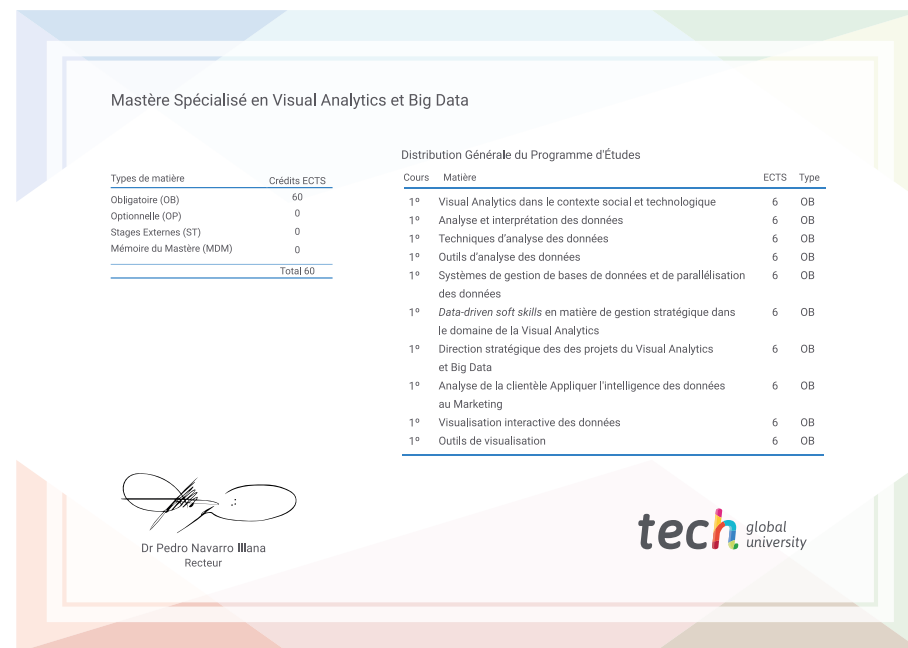 Mastère Spécialisé en Visual Analytics et Big Data
Types de matière Crédits ECTS
Obligatoire (OB) 60
Optionnelle (OP) 0
Stages Externes (ST) 0
Mémoire du Mastère (MDM) 0
Total 60
Distribution Générale du Programme d'Études
Cours Matière ECTS Type
1º Visual Analytics dans le contexte social et technologique 6 OB
1º Analyse et interprétation des données 6 OB
1º Techniques d'analyse des données 6 OB
1º Outils d'analyse des données 6 OB
1º Systèmes de gestion de bases de données et de parallélisation 6 OB
des données
1º Data-driven soft skills en matière de gestion stratégique dans 6 OB
le domaine de la Visual Analytics
1º Direction stratégique des des projets du Visual Analytics 6 OB
et Big Data
1º Analyse de la clientèle Appliquer l'intelligence des données 6 OB
au Marketing
1º Visualisation interactive des données 6 OB
1º Outils de visualisation 6 OB
Dr Pedro Navarro Illana
Recteur
tech global
university